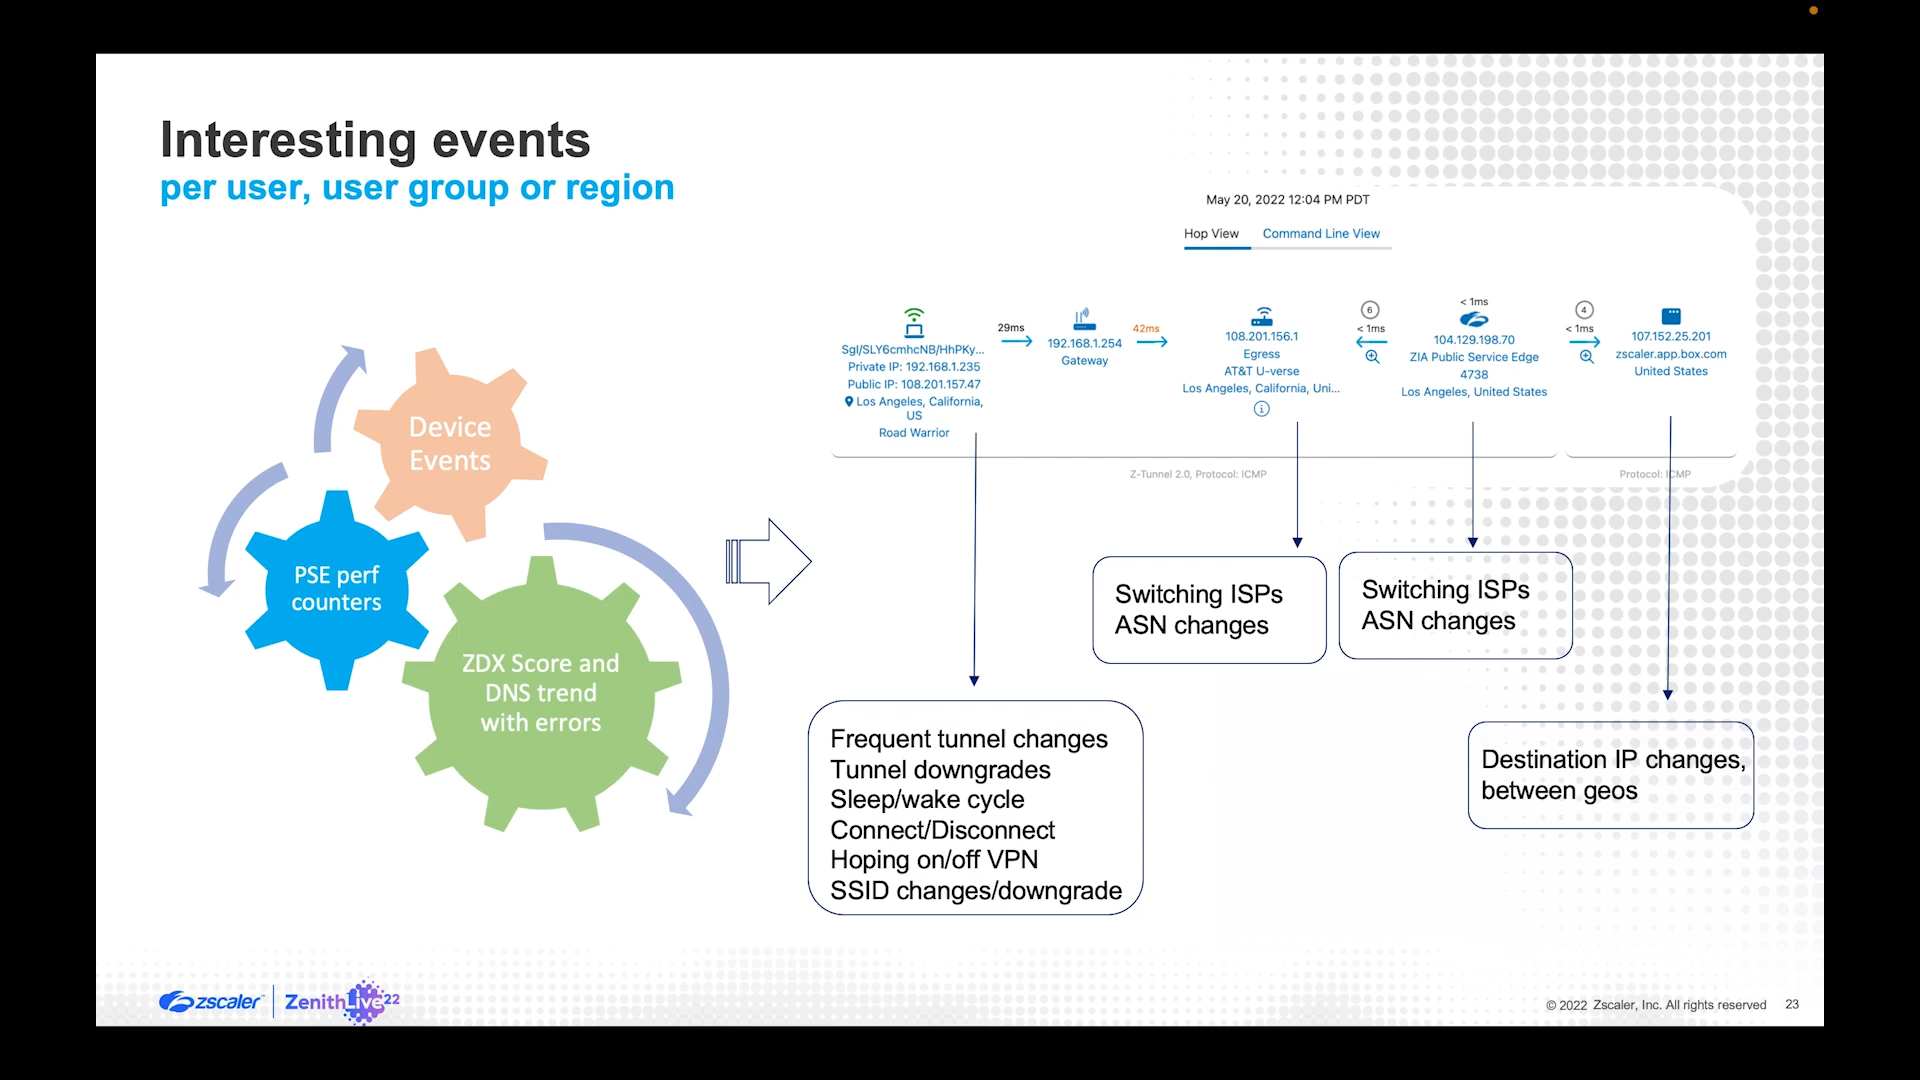 Interesting events
per user, user group or region
May 20, 2022 12:04 PM PDT
Hop View
Command Line View
Sgl/SLY6cmhcNB/HhPKy...
Private IP: 192.168.1.235
Public IP: 108.201.157.47
Los Angeles, California,
US
Road Warrior
29ms
192.168.1.254
Gateway
42ms
108.201.156.1
Egress
AT&T U-verse
Los Angeles, California, Uni...
6
< 1ms
< 1ms
104.129.198.70
ZIA Public Service Edge
4738
Los Angeles, United States
4
< 1ms
107.152.25.201
zscaler.app.box.com
United States
Z-Tunnel 2.0, Protocol: ICMP
Protocol: ICMP
Device
Events
PSE perf
counters
ZDX Score and
DNS trend
with errors
Switching ISPs
ASN changes
Switching ISPs
ASN changes
Frequent tunnel changes
Tunnel downgrades
Sleep/wake cycle
Connect/Disconnect
Hoping on/off VPN
SSID changes/downgrade
Destination IP changes,
between geos
zscaler
ZenithLive22
© 2022 Zscaler, Inc. All rights reserved
23